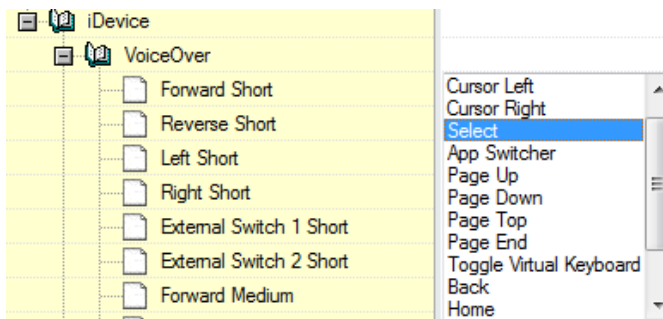 iDevice
VoiceOver
Forward Short
Reverse Short
Left Short
Right Short
External Switch 1 Short
External Switch 2 Short
Forward Medium
Cursor Left
Cursor Right
Select
App Switcher
Page Up
Page Down
Page Top
Page End
Toggle Virtual Keyboard
Back
Home